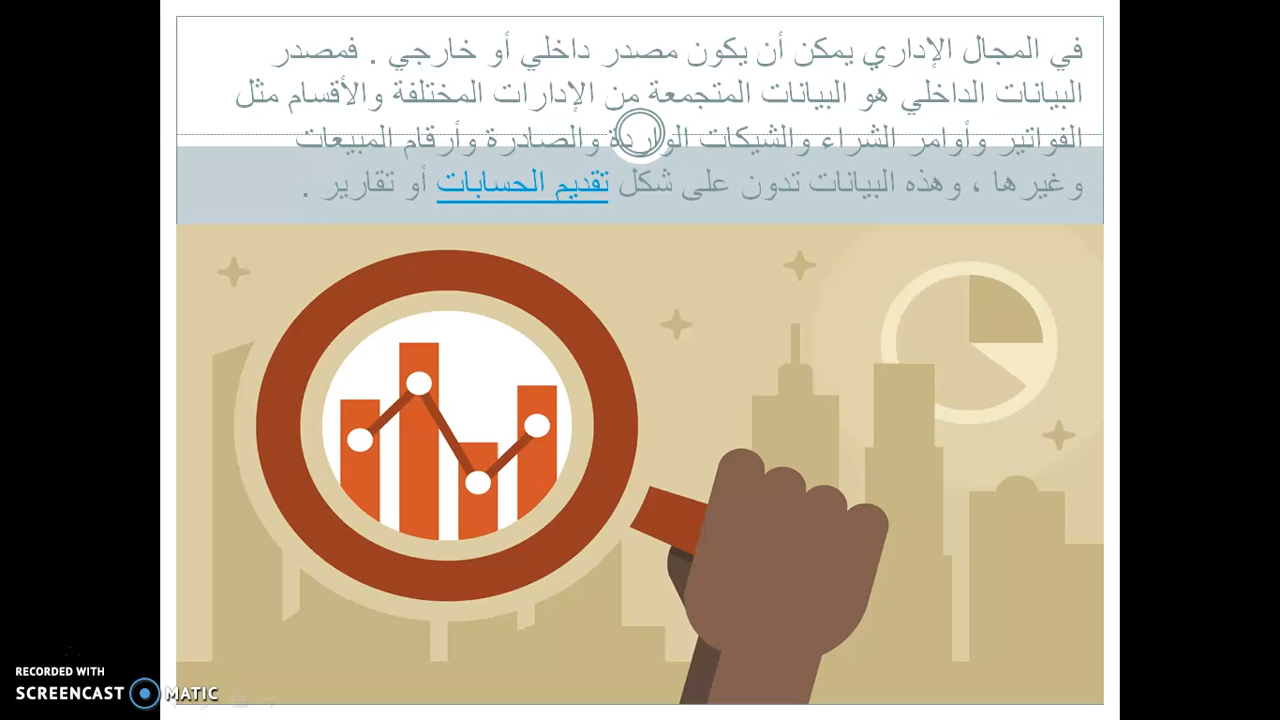 في المجال الإداري يمكن أن يكون مصدر داخلي أو خارجي . فمصدر
البيانات الداخلي هو البيانات المتجمعة من الإدارات المختلفة والأقسام مثل
الفواتير وأوامر الشراء والشيكات الواردة والصادرة وأرقام المبيعات
وغيرها ، وهذه البيانات تدون على شكل تقديم الحسابات أو تقارير .
RECORDED WITH
SCREENCAST MATIC